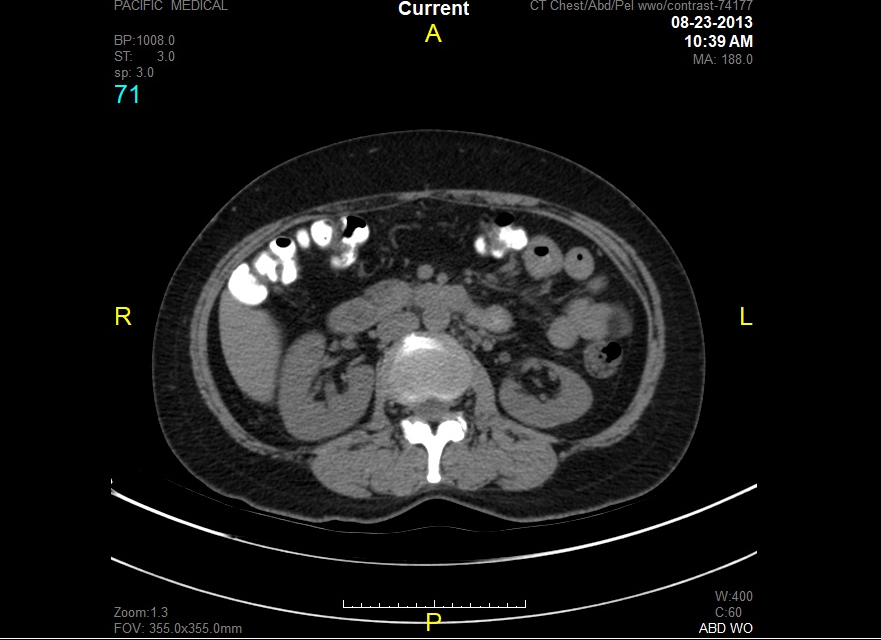 PACIFIC MEDICAL
Current
CT Chest/Abd/Pel wwo/contrast-74177
08-23-2013
10:39 AM
MA: 188.0
A
BP:1008.0
ST: 3.0
sp: 3.0
71
R
L
Zoom:1.3
FOV: 355.0x355.0mm
P
W:400
C:60
ABD WO